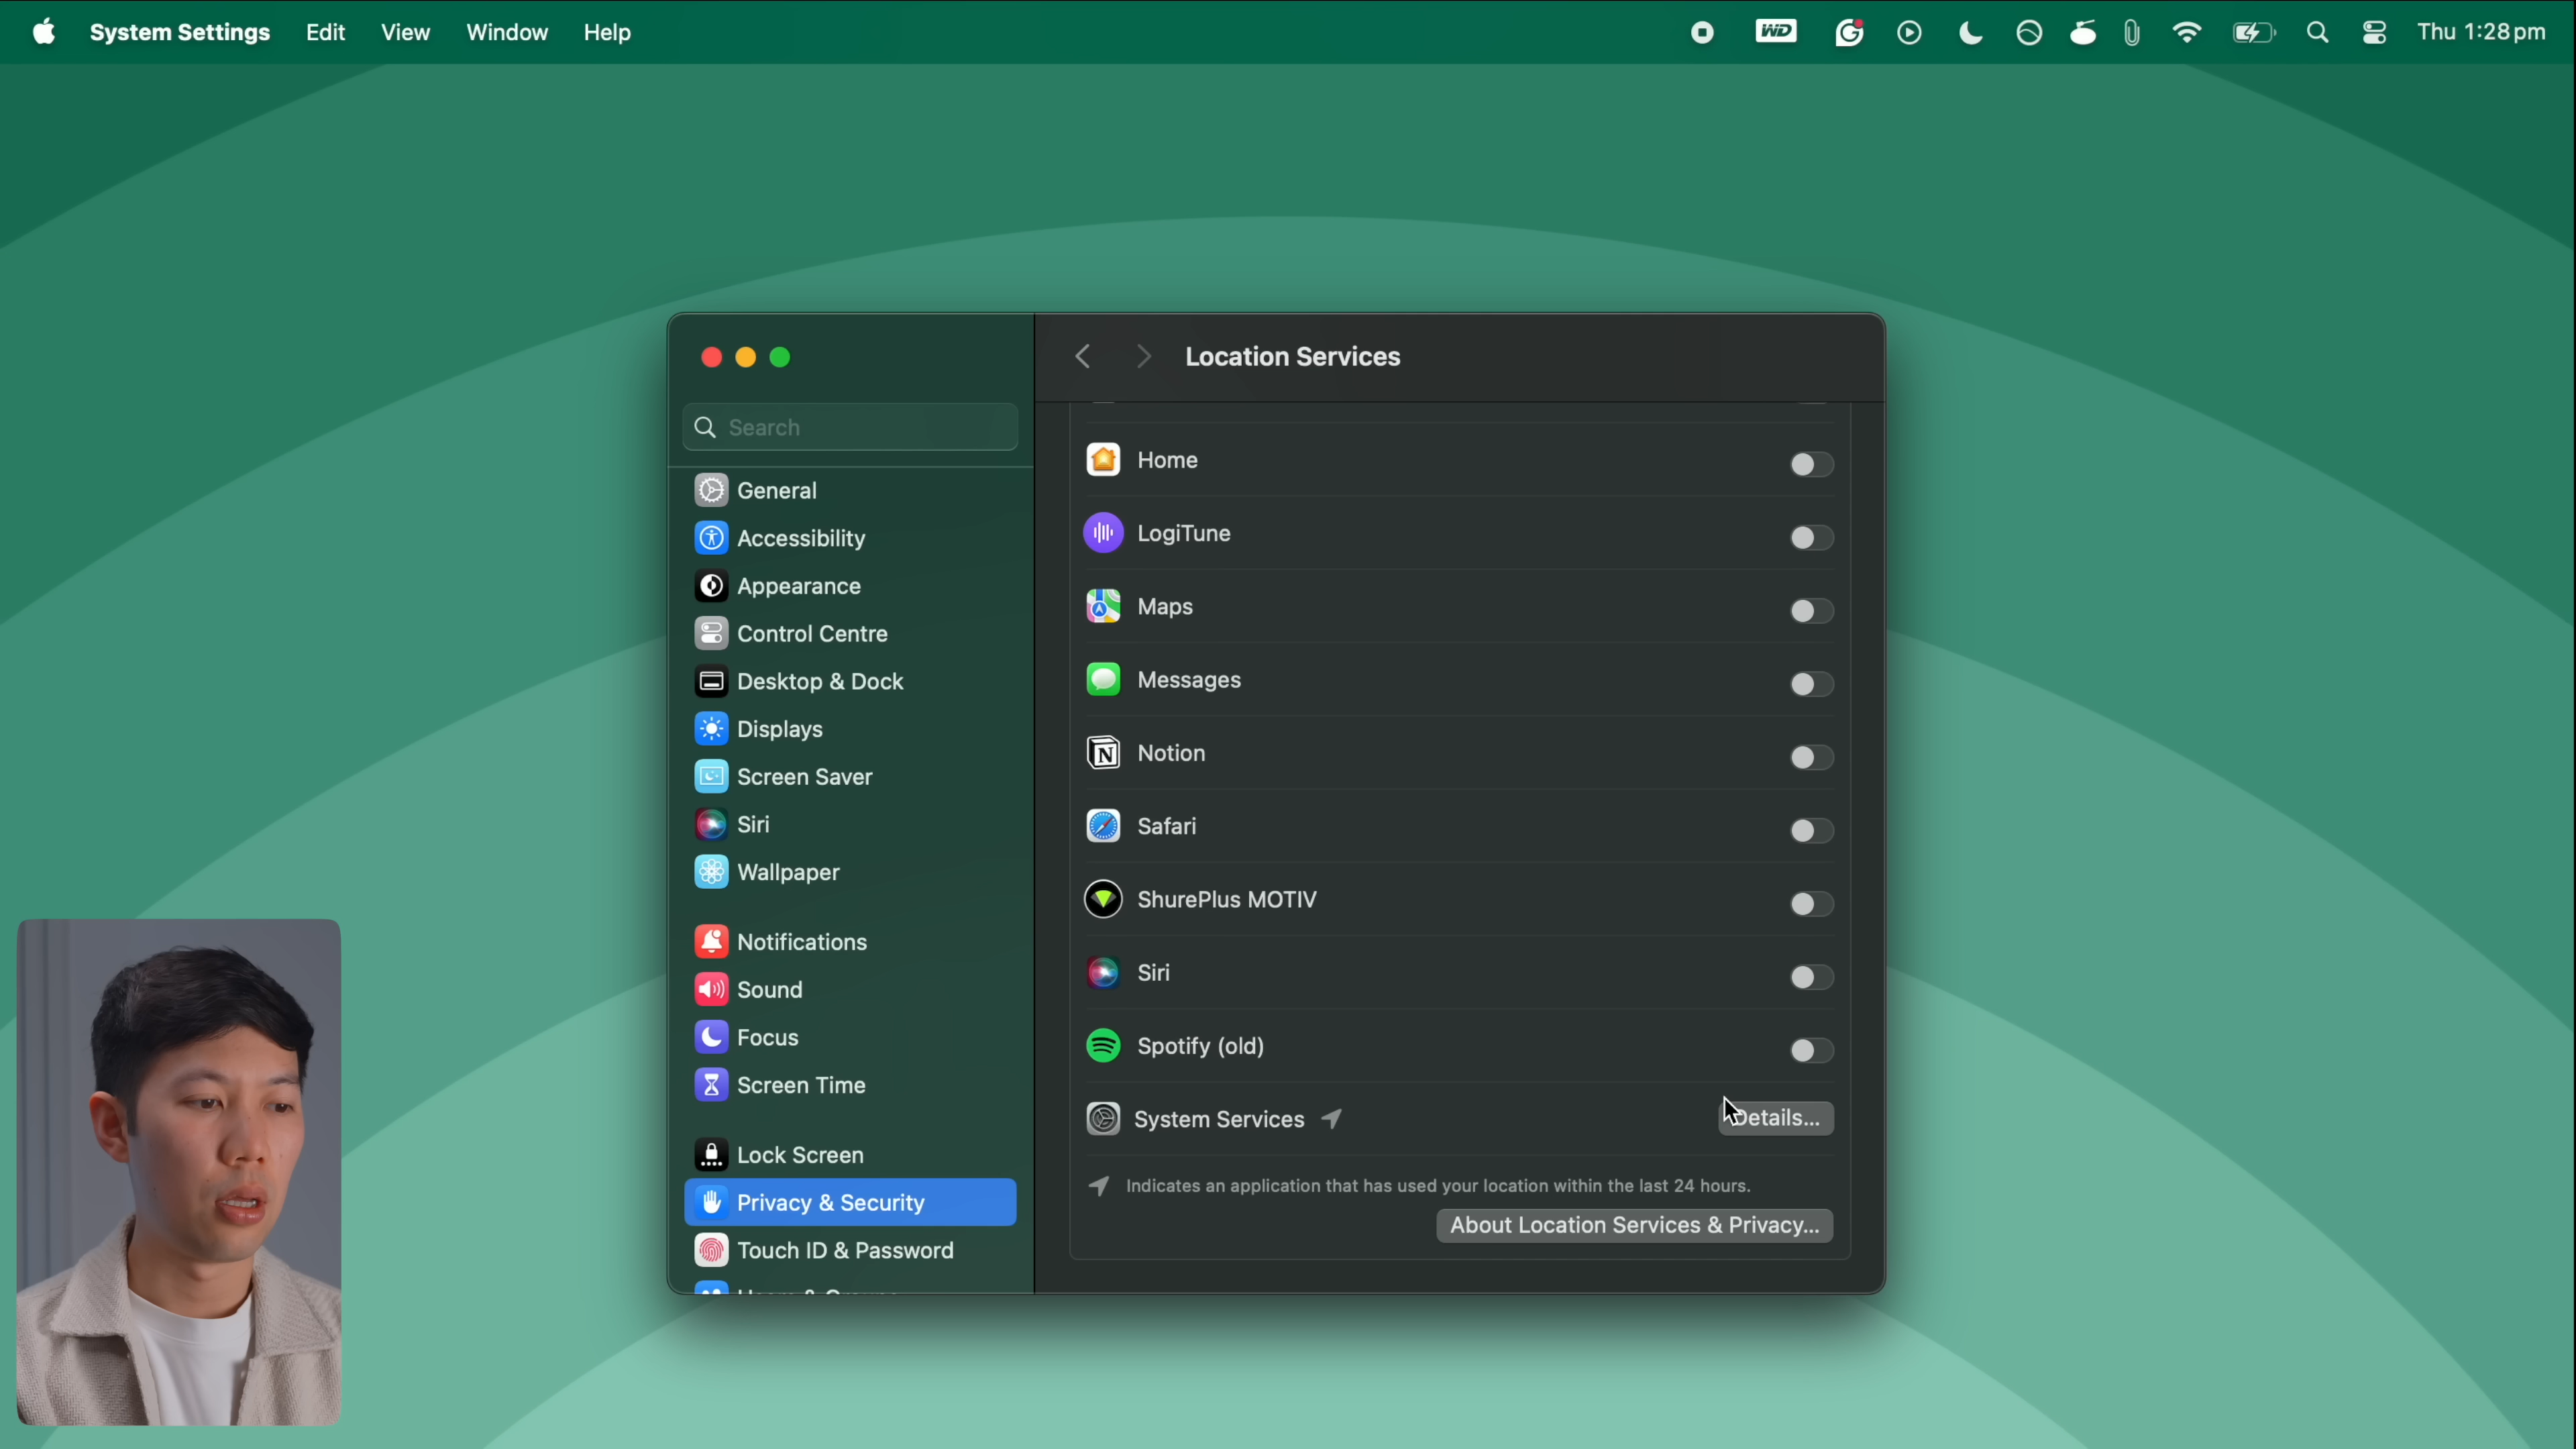 System Settings Edit View Window Help
WD
Thu 1:28 pm
Location Services
Search
General
Accessibility
Appearance
Control Centre
Desktop & Dock
Displays
Screen Saver
Siri
Wallpaper
Notifications
Sound
Focus
Screen Time
Lock Screen
Privacy & Security
Touch ID & Password
Home
LogiTune
Maps
Messages
Notion
Safari
ShurePlus MOTIV
Siri
Spotify (old)
System Services
Details...
Indicates an application that has used your location within the last 24 hours.
About Location Services & Privacy...